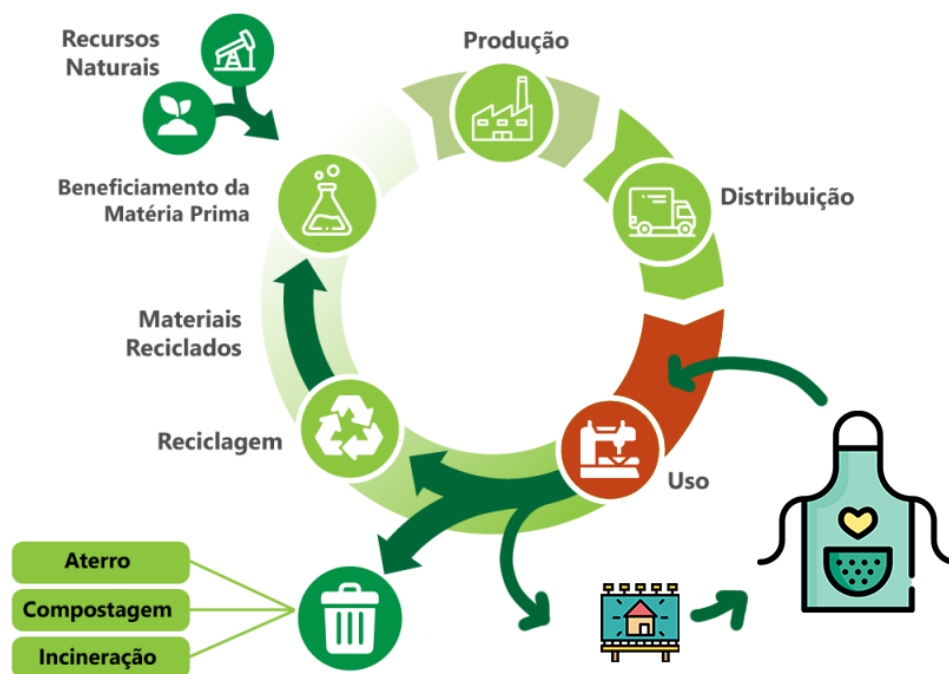 Recursos
Naturais
Produção
Beneficiamento da
Matéria Prima
Distribuição
Materiais
Reciclados
Reciclagem
Uso
Aterro
Compostagem
Incineração